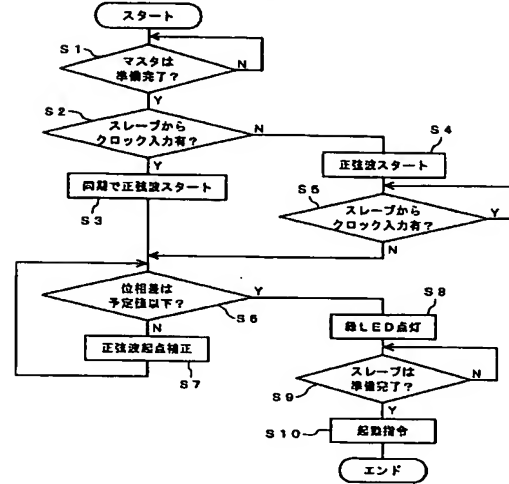 スタート
S1
マスタは
準備完了?
N
Y
S2
スレーブから
クロック入力有?
N
Y
S4
正弦波スタート
同期で正弦波スタート
S3
S5
スレーブから
クロック入力有?
Y
N
位相差は
予定値以下?
Y
S6
N
正弦波起点補正
S7
S8
緑LED点灯
スレーブは
準備完了?
N
S9
Y
S10
起動指令
エンド